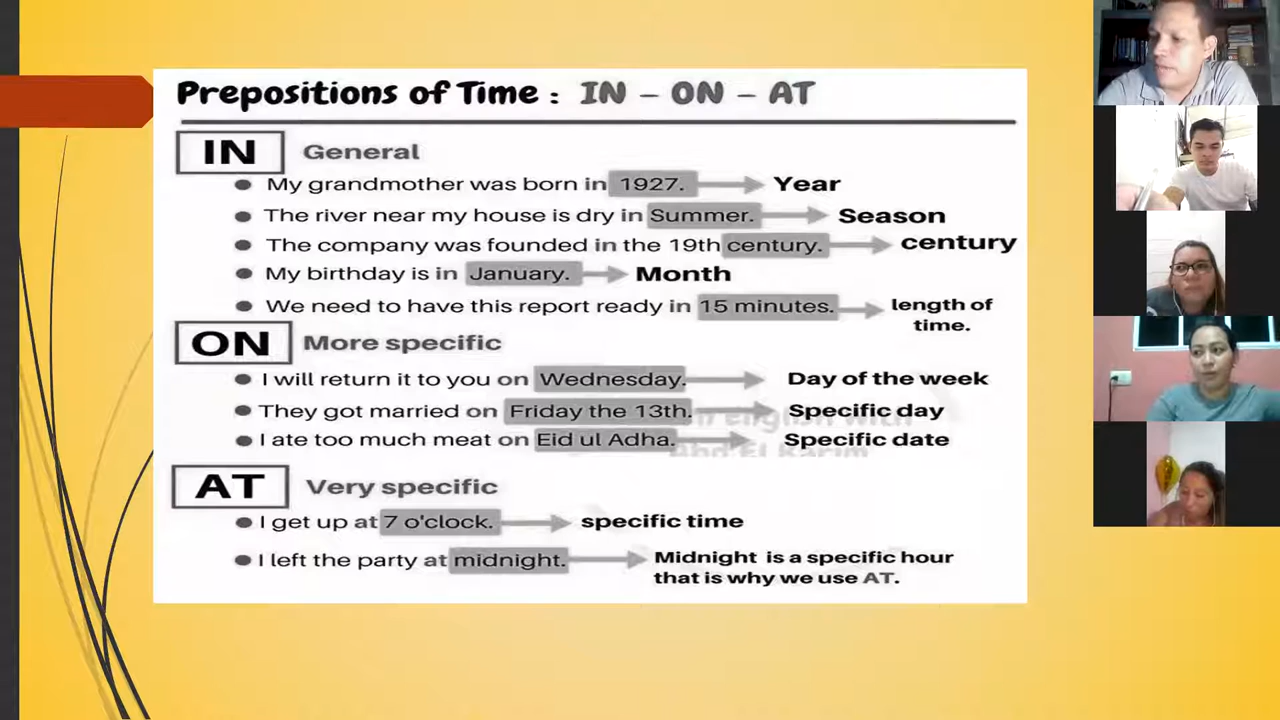 Prepositions of Time : IN - ON - AT
IN General
My grandmother was born in 1927. Year
The river near my house is dry in Summer. Season
The company was founded in the 19th century. century
My birthday is in January. Month
We need to have this report ready in 15 minutes. length of
time.
ON More specific
I will return it to you on Wednesday. Day of the week
They got married on Friday the 13th. Specific day
I ate too much meat on Eid ul Adha. Specific date
AT Very specific
I get up at 7 o'clock. specific time
I left the party at midnight. Midnight is a specific hour
that is why we use AT.